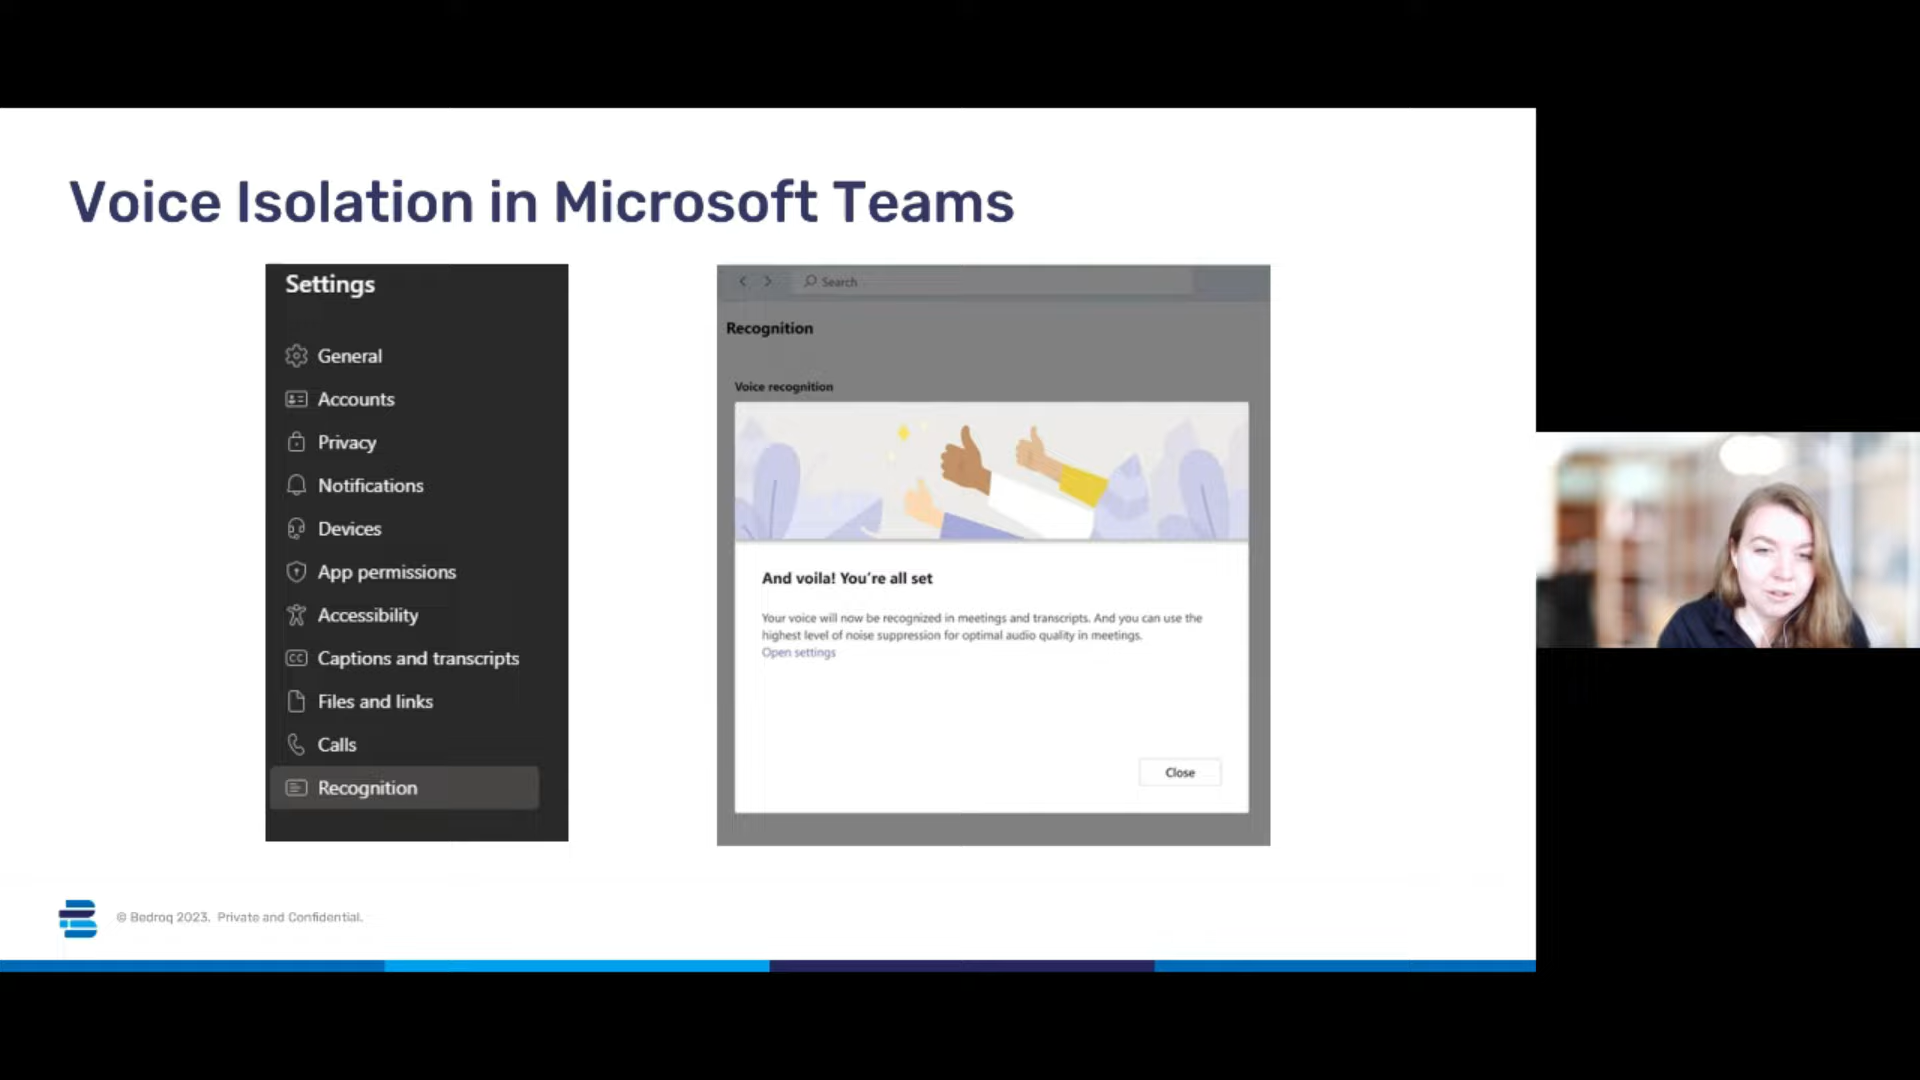 Voice Isolation in Microsoft Teams
Settings
General
Accounts
Privacy
Notifications
Devices
App permissions
Accessibility
CC Captions and transcripts
Files and links
Calls
Recognition
Search
Recognition
Voice recognition
And voila! You're all set
Your voice will now be recognized in meetings and transcripts. And you can use the
highest level of noise suppression for optimal audio quality in meetings.
Open settings
Close
© Bedroq 2023. Private and Confidential.